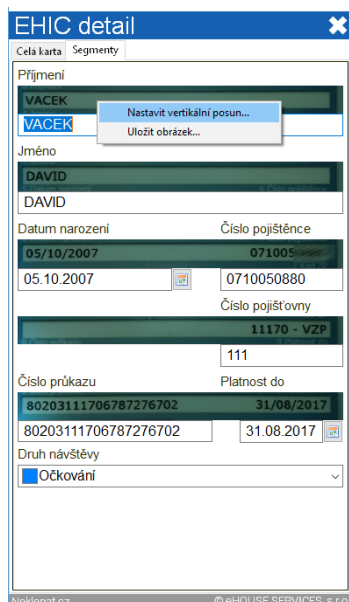 EHIC detail
Celá karta Segmenty
Příjmení
VACEK
VACEK
Nastavit vertikální posun...
Uložit obrázek...
Jméno
DAVID
DAVID
Datum narození Číslo pojištěnce
05/10/2007 071005
05.10.2007 0710050880
Číslo pojišťovny
11170 - VZP
111
Číslo průkazu Platnost do
80203111706787276702 31/08/2017
80203111706787276702 31.08.2017
Druh návštěvy
Očkování
Neklepat.cz © eHOUSE SERVICES, s.r.o.